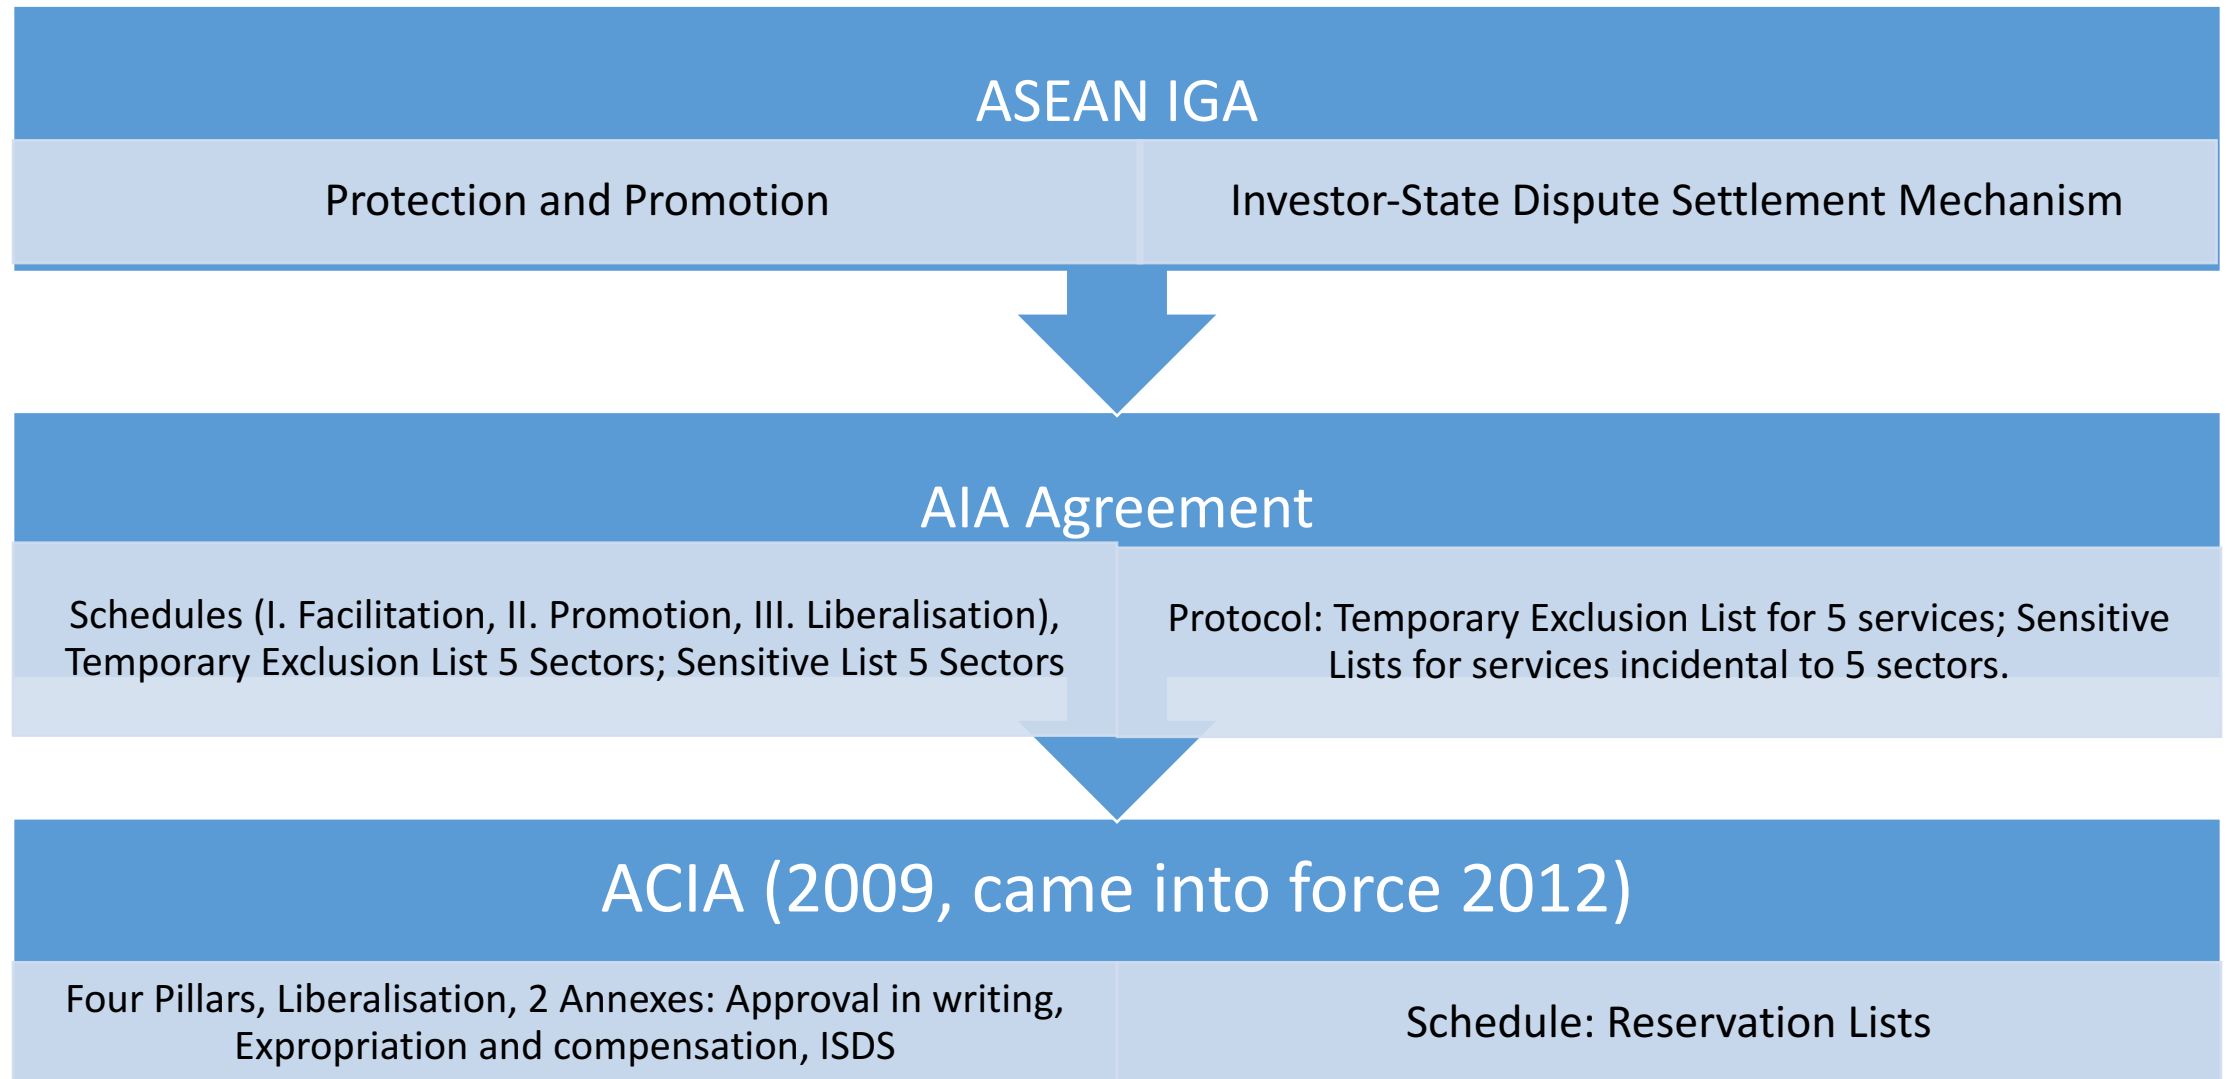 ASEAN IGA
Protection and Promotion
Investor-State Dispute Settlement Mechanism
AIA Agreement
Schedules (I. Facilitation, II. Promotion, III. Liberalisation),
Temporary Exclusion List 5 Sectors; Sensitive List 5 Sectors
Protocol: Temporary Exclusion List for 5 services; Sensitive
Lists for services incidental to 5 sectors.
ACIA (2009, came into force 2012)
Four Pillars, Liberalisation, 2 Annexes: Approval in writing,
Expropriation and compensation, ISDS
Schedule: Reservation Lists